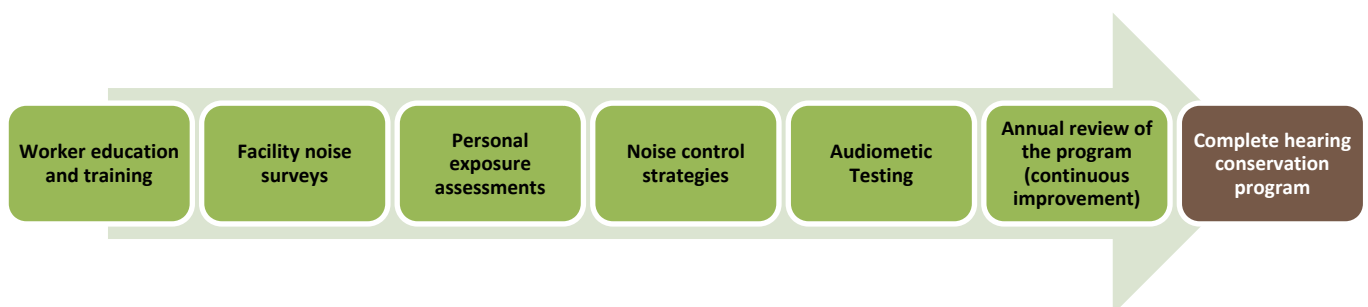 Worker education
and training
Facility noise
surveys
Personal
exposure
assessments
Noise control
strategies
Audiometic
Testing
Annual review of
the program
(continuous
improvement)
Complete hearing
conservation
program